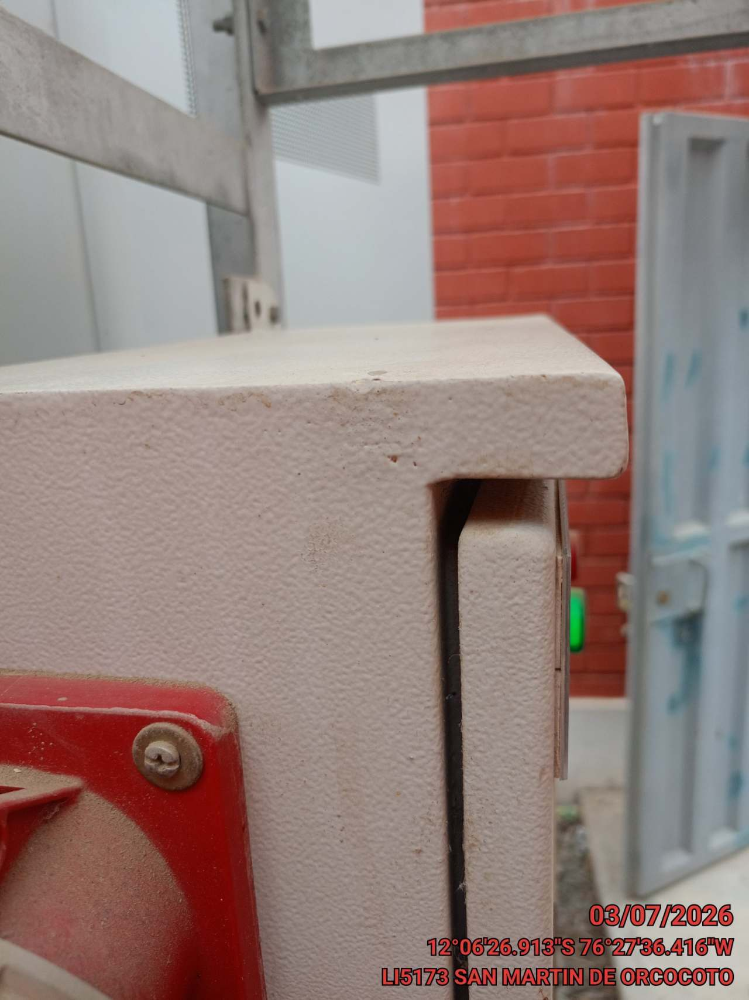 03/07/2026
12°06'26.913"S 76°27'36.416"W
LI5173 SAN MARTIN DE ORCOCOTO